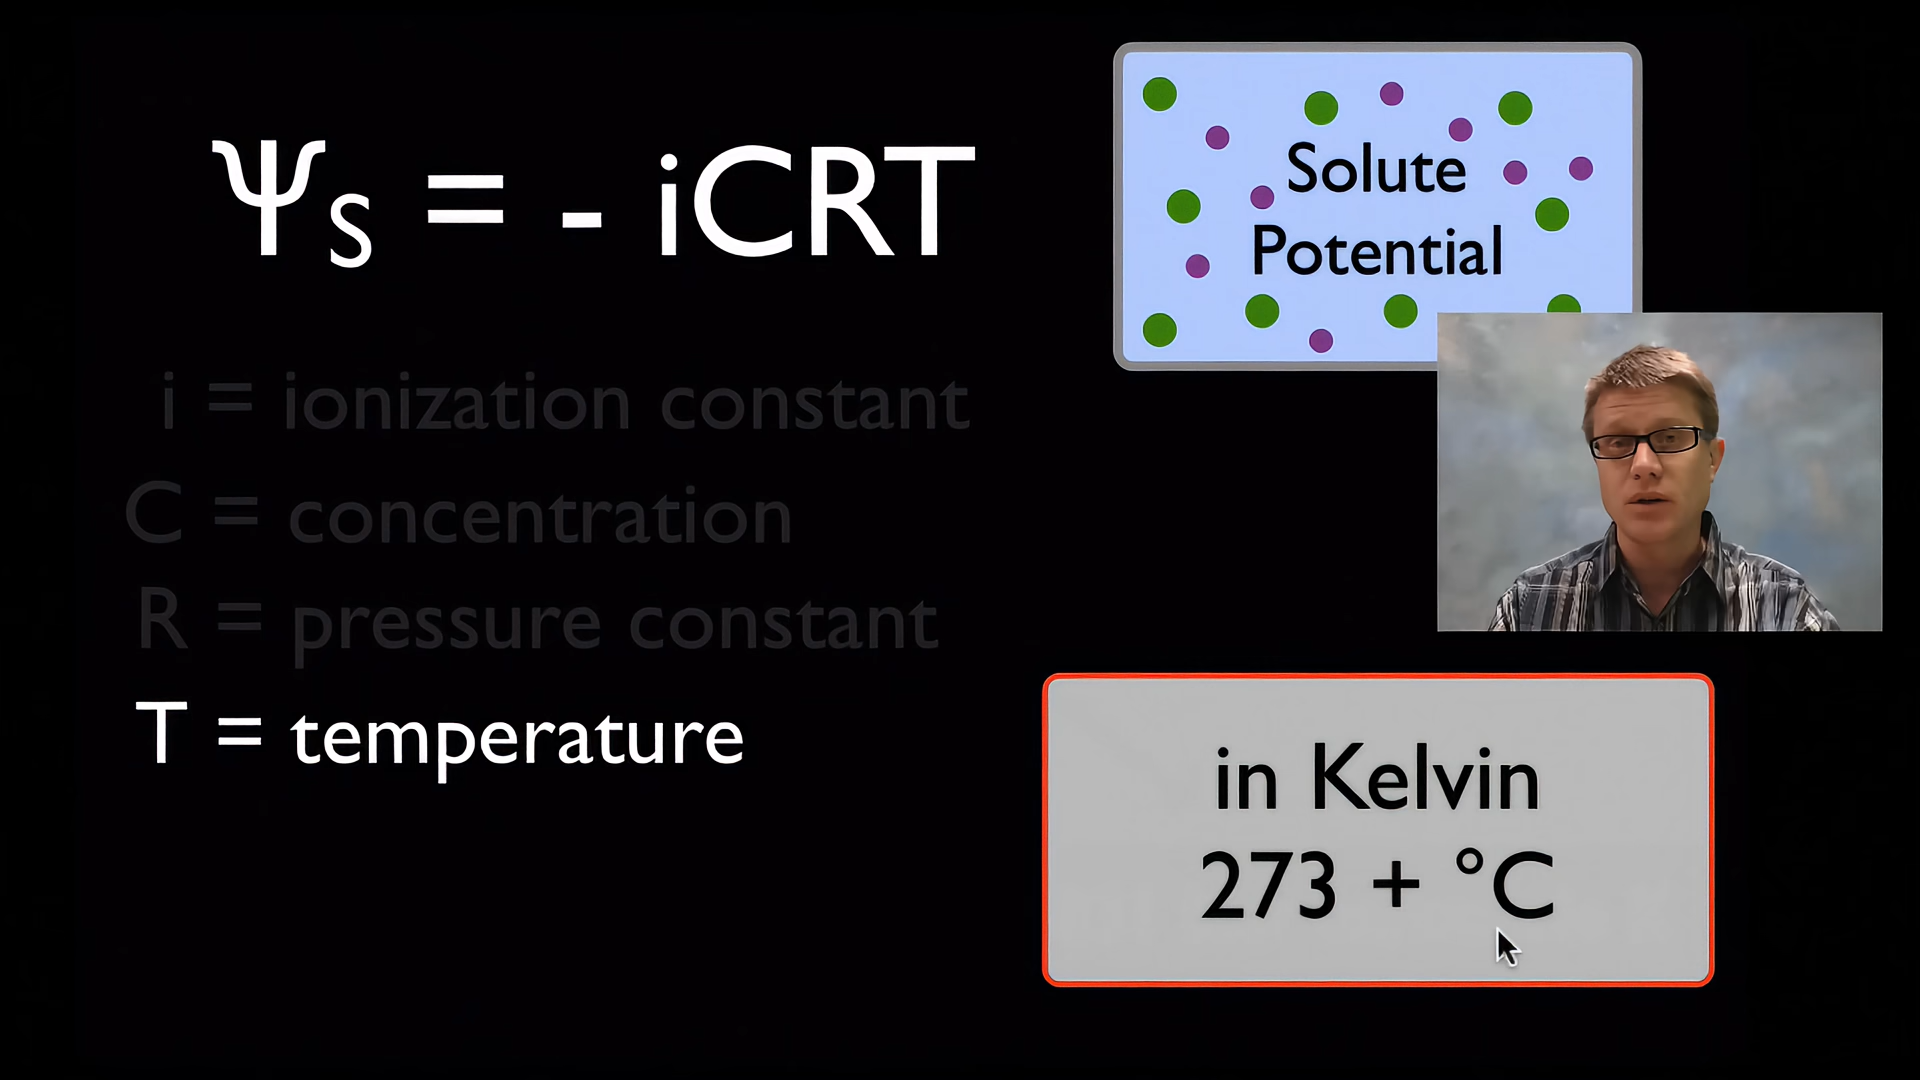 Ψs = - iCRT
Solute
Potential
i = ionization constant
C = concentration
R = pressure constant
T = temperature
in Kelvin
273 + °C